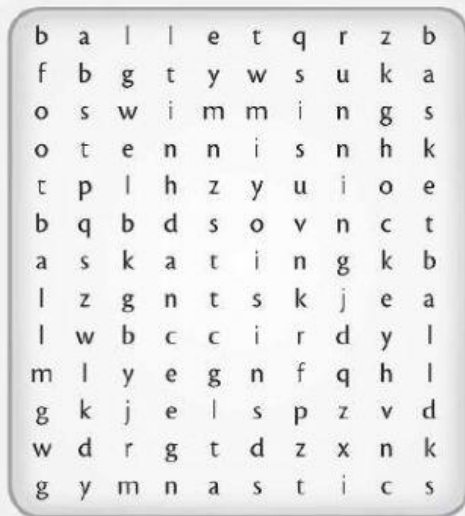 b a l l e t q r z b
f b g t y w s u k a
o s w i m m i n g s
o t e n n i s n h k
t p l h z y u i o e
b q b d s o v n c t
a s k a t i n g k b
l z g n t s k j e a
l w b c c i r d y l
m l y e g n f q h l
g k j e l s p z v d
w d r g t d z x n k
g y m n a s t i c s